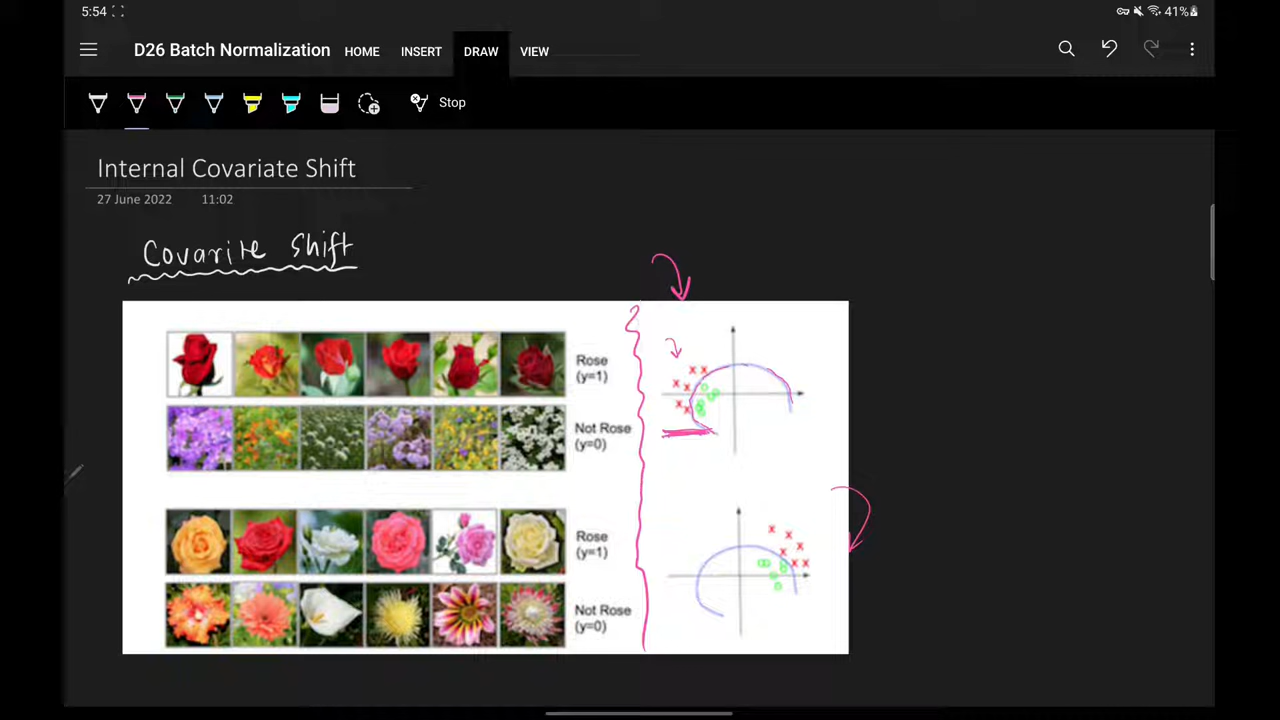 5:54
41%
D26 Batch Normalization HOME INSERT DRAW VIEW
Stop
Internal Covariate Shift
27 June 2022 11:02
Covarite Shift
Rose
(y=1)
Not Rose
(y=0)
Rose
(y=1)
Not Rose
(y=0)